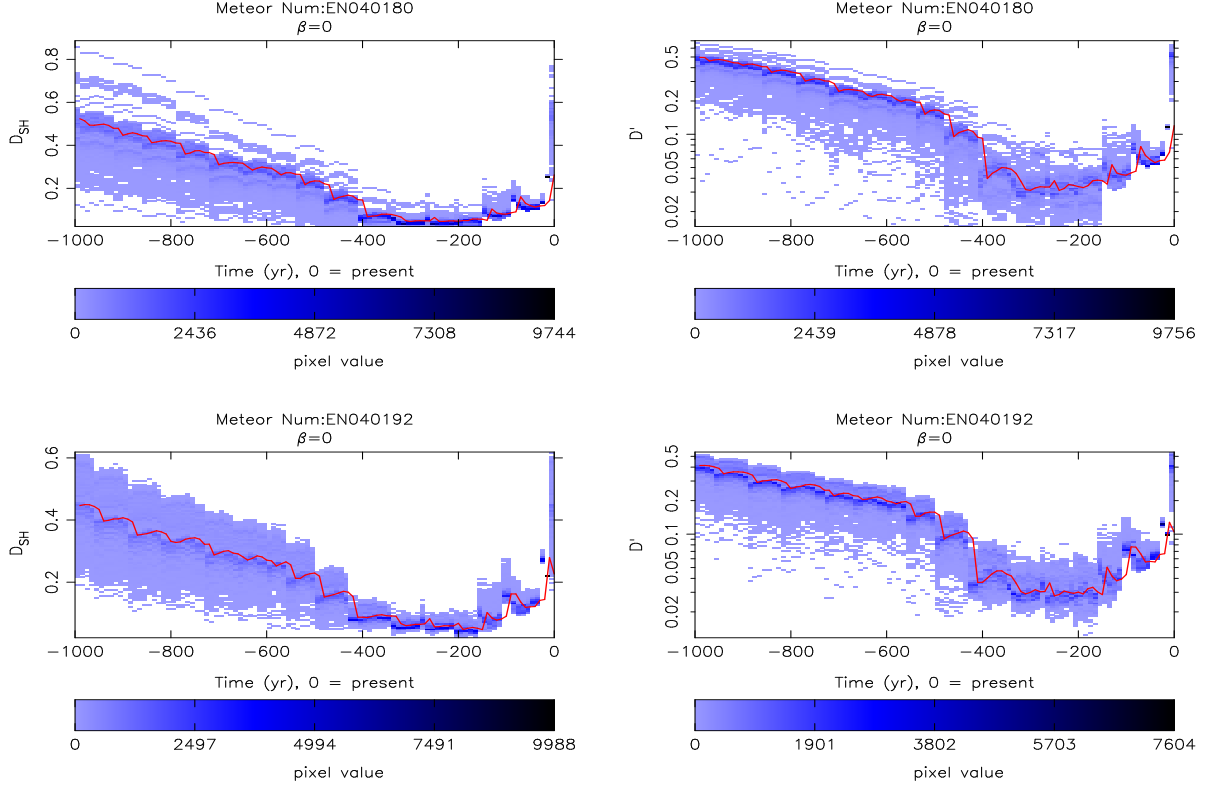 Meteor Num:EN040180
β=0
D_SH
0.8
0.6
0.4
0.2
−1000 −800 −600 −400 −200 0
Time (yr), 0 = present
0 2436 4872 7308 9744
pixel value
Meteor Num:EN040180
β=0
D'
0.5
0.2
0.1
0.05
0.02
−1000 −800 −600 −400 −200 0
Time (yr), 0 = present
0 2439 4878 7317 9756
pixel value
Meteor Num:EN040192
β=0
D_SH
0.6
0.4
0.2
−1000 −800 −600 −400 −200 0
Time (yr), 0 = present
0 2497 4994 7491 9988
pixel value
Meteor Num:EN040192
β=0
D'
0.5
0.2
0.1
0.05
0.02
−1000 −800 −600 −400 −200 0
Time (yr), 0 = present
0 1901 3802 5703 7604
pixel value